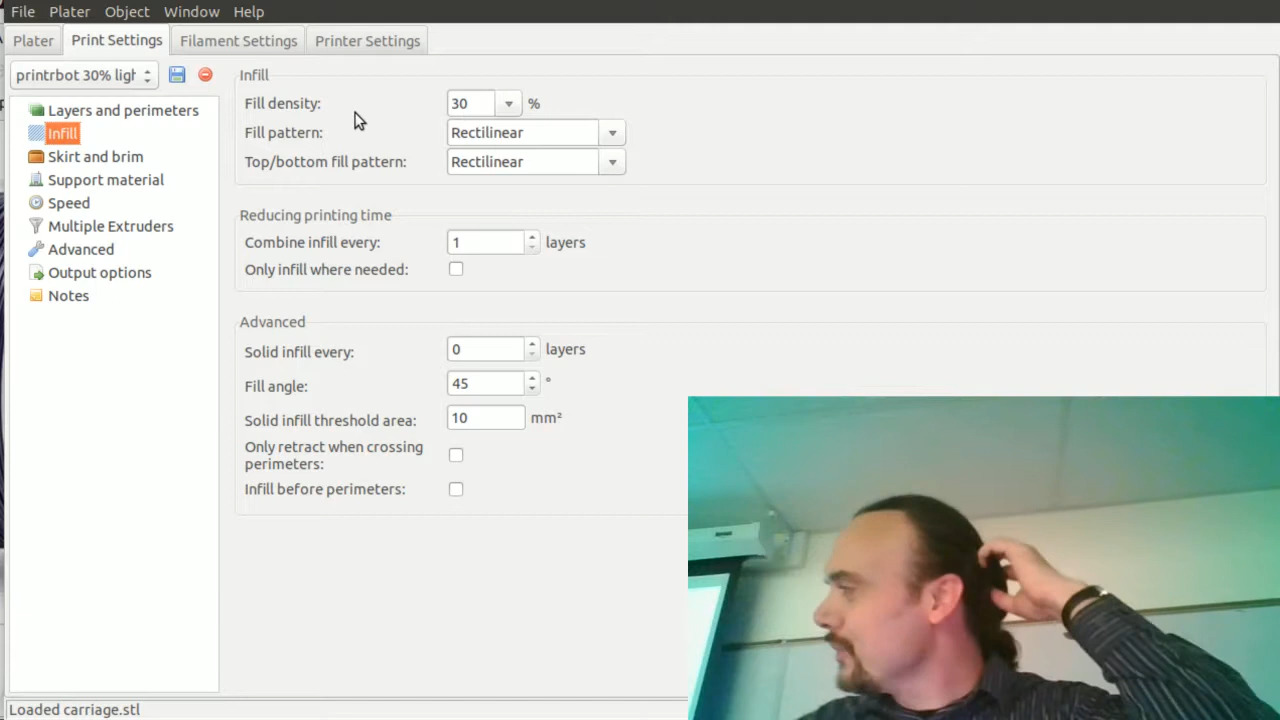 File Plater Object Window Help
Plater Print Settings Filament Settings Printer Settings
printrbot 30% ligh
Layers and perimeters
Infill
Skirt and brim
Support material
Speed
Multiple Extruders
Advanced
Output options
Notes
Infill
Fill density: 30 %
Fill pattern: Rectilinear
Top/bottom fill pattern: Rectilinear
Reducing printing time
Combine infill every: 1 layers
Only infill where needed:
Advanced
Solid infill every: 0 layers
Fill angle: 45 °
Solid infill threshold area: 10 mm²
Only retract when crossing
perimeters:
Infill before perimeters:
Loaded carriage.stl